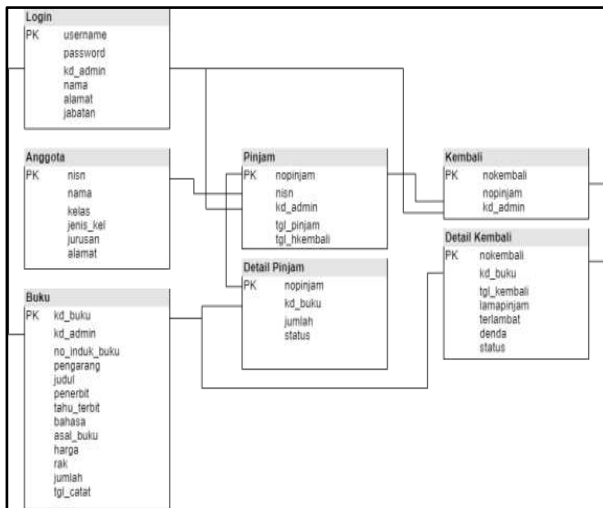 Login
PK username
password
kd_admin
nama
alamat
jabatan
Anggota
PK nisn
nama
kelas
jenis_kel
jurusan
alamat
Buku
PK kd_buku
kd_admin
no_induk_buku
pengarang
judul
penerbit
tahu_terbit
bahasa
asal_buku
harga
rak
jumlah
tgl_catat
Pinjam
PK nopinjam
nisn
kd_admin
tgl_pinjam
tgl_hkembali
Detail Pinjam
PK nopinjam
kd_buku
jumlah
status
Kembali
PK nokembali
nopinjam
kd_admin
Detail Kembali
PK nokembali
kd_buku
tgl_kembali
lamapinjam
terlambat
denda
status